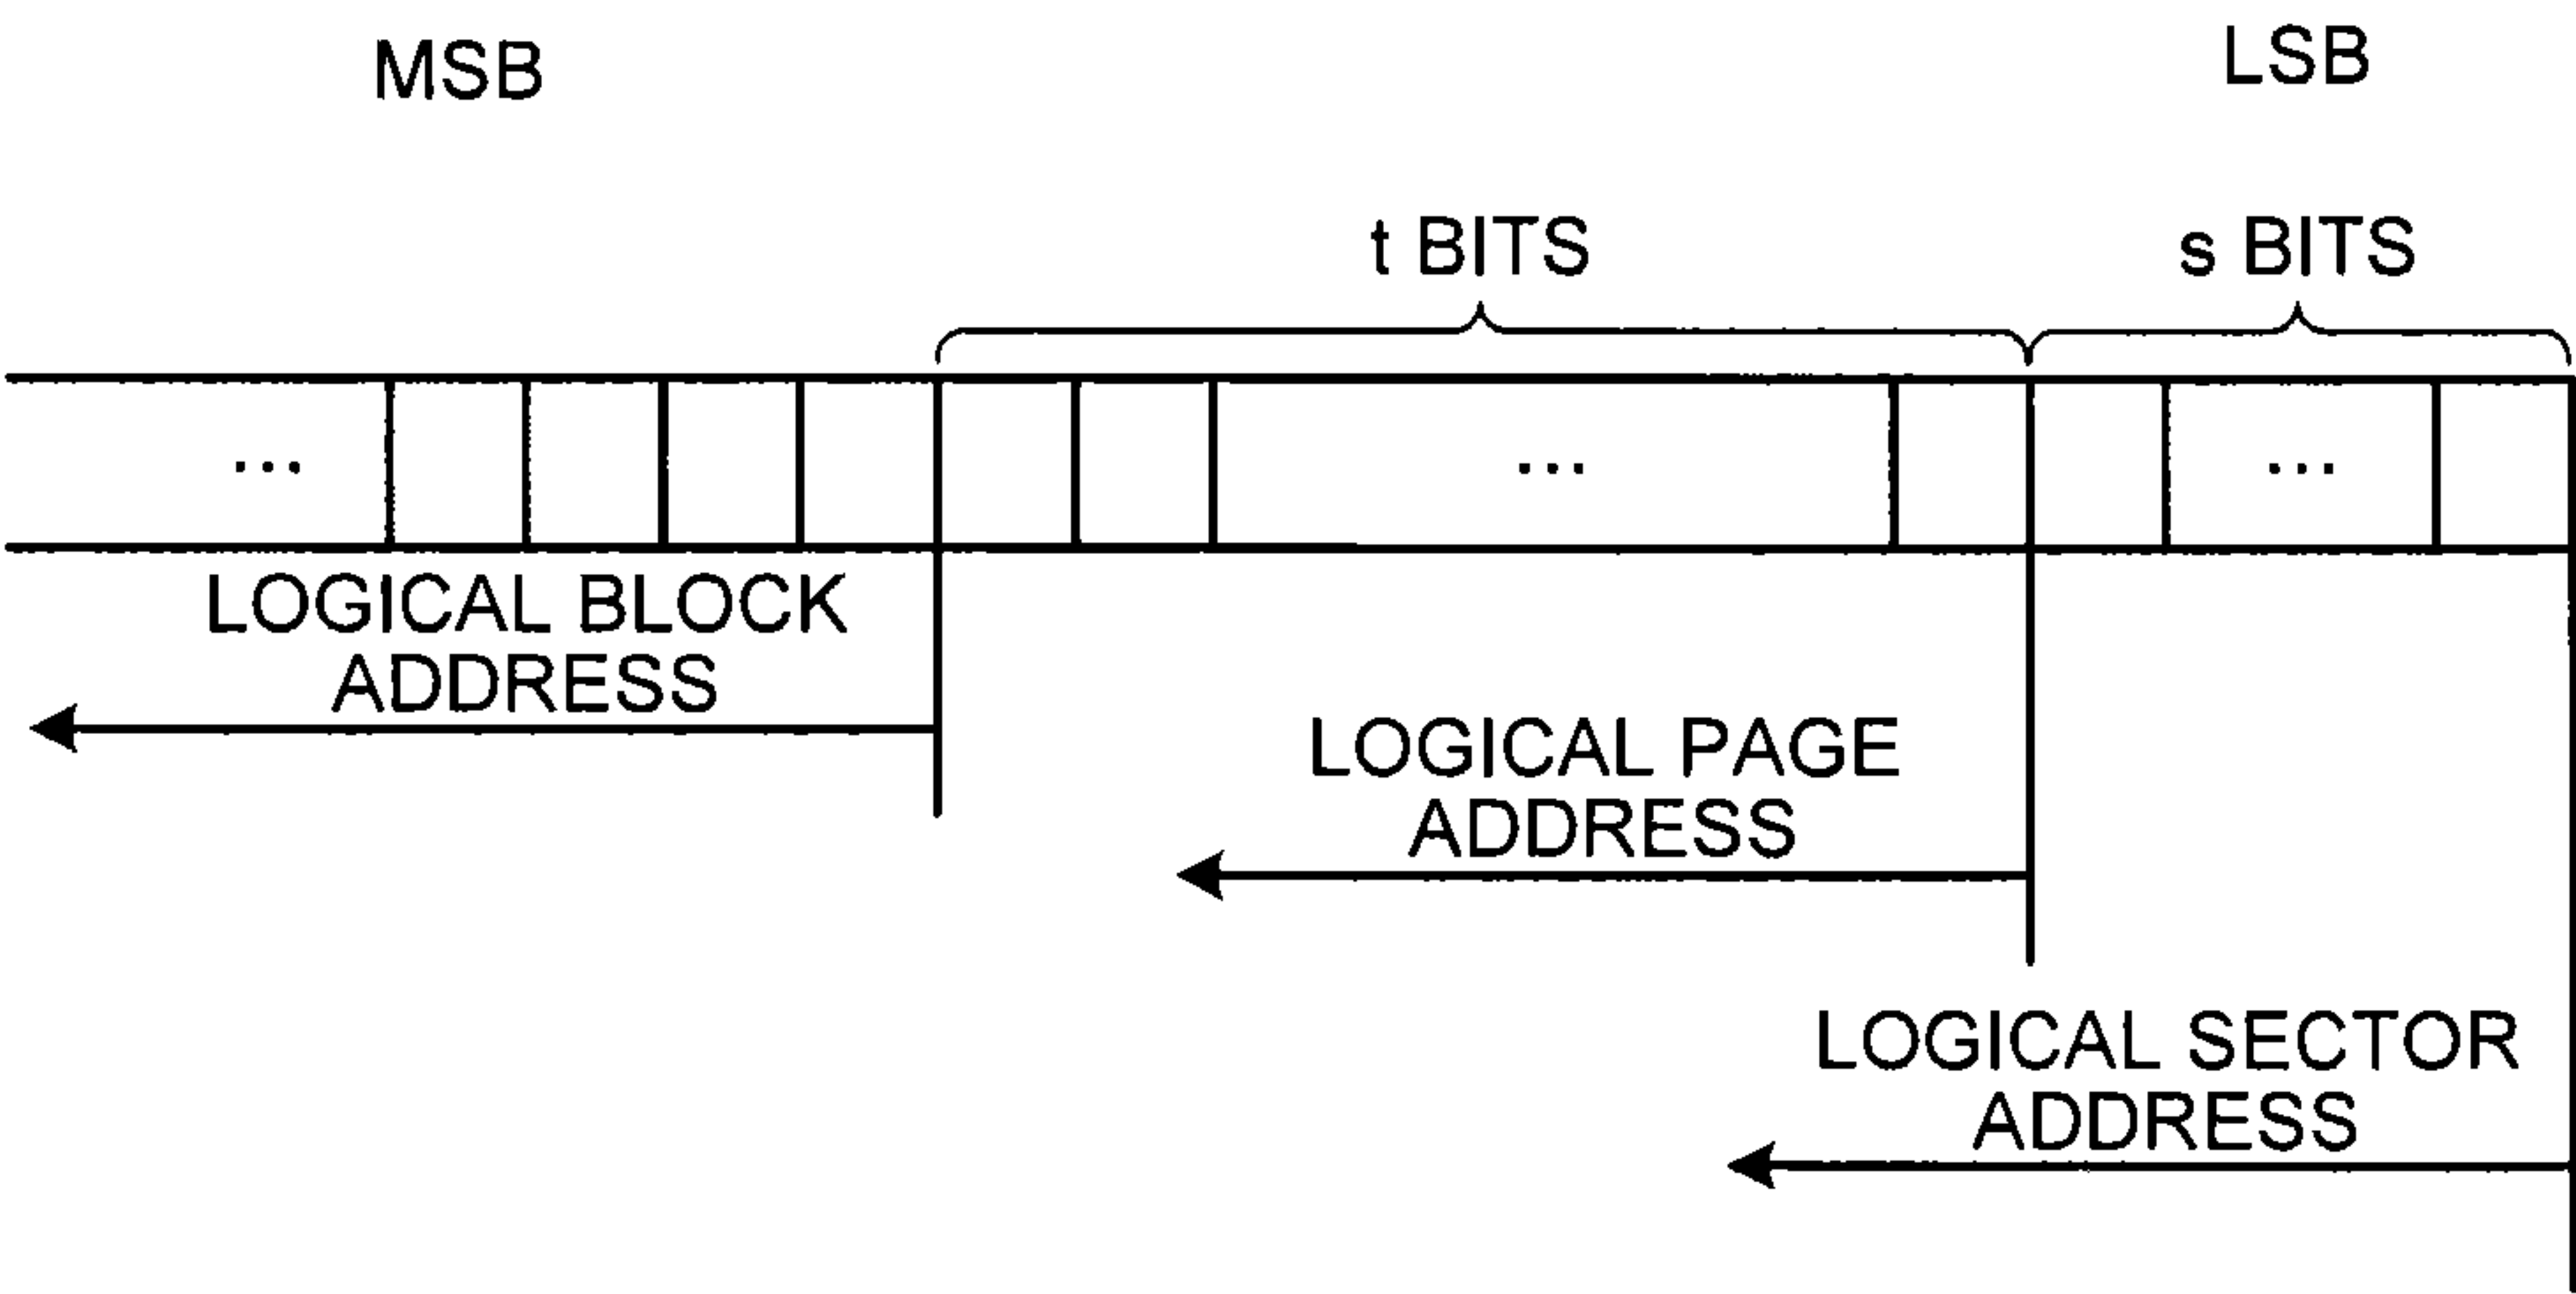 MSB
LSB
t BITS
s BITS
...
...
...
LOGICAL BLOCK
ADDRESS
LOGICAL PAGE
ADDRESS
LOGICAL SECTOR
ADDRESS